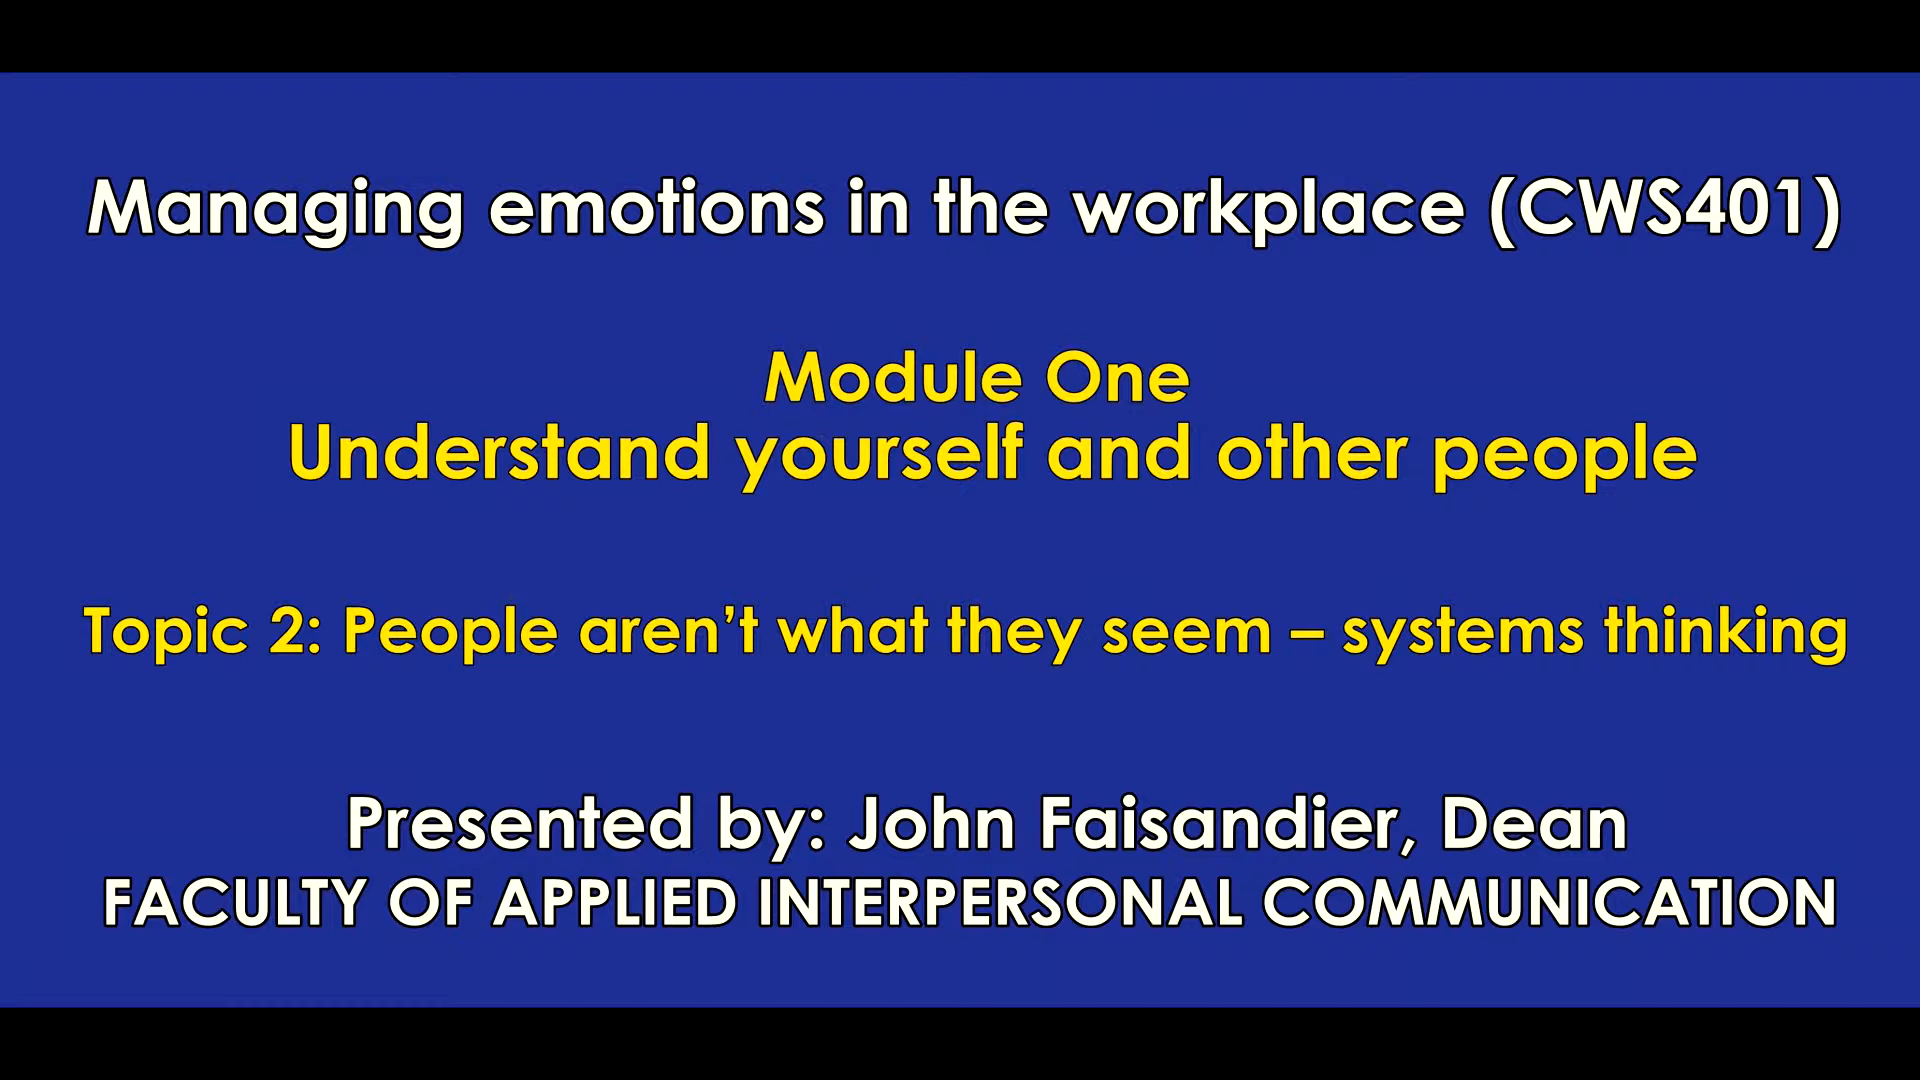 Managing emotions in the workplace (CWS401)
Module One
Understand yourself and other people
Topic 2: People aren’t what they seem – systems thinking
Presented by: John Faisandier, Dean
FACULTY OF APPLIED INTERPERSONAL COMMUNICATION